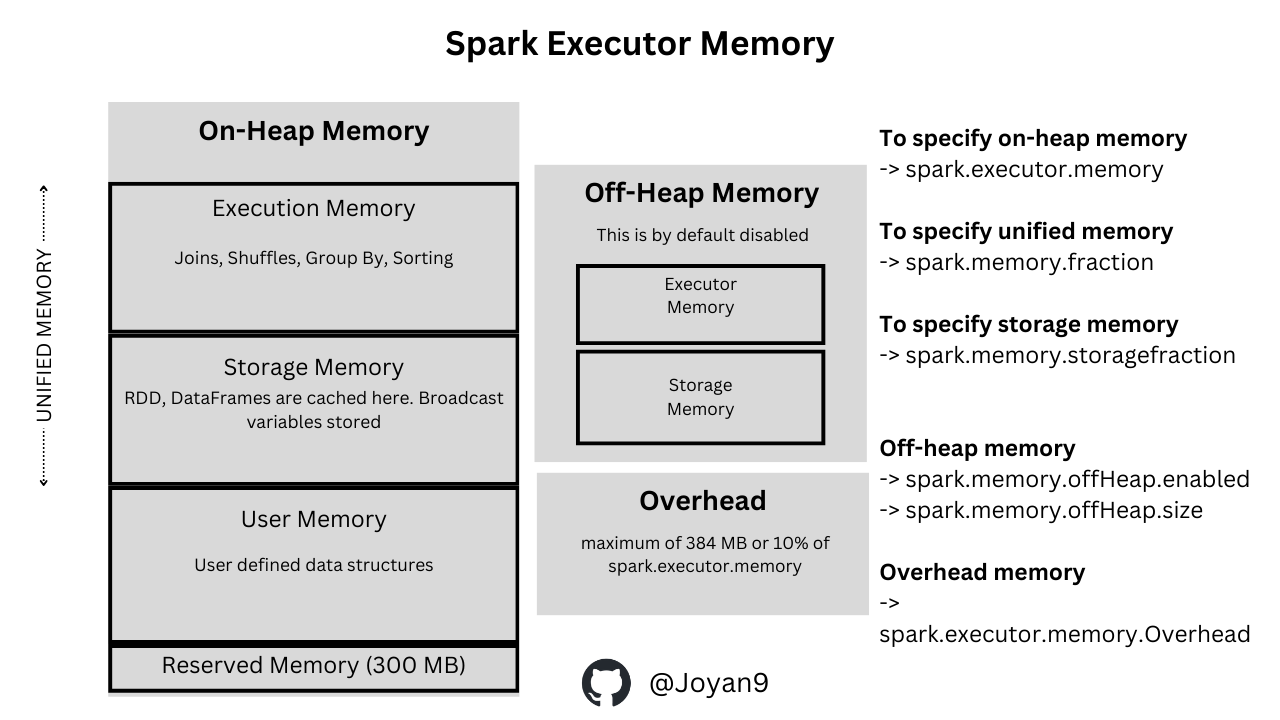 Spark Executor Memory
On-Heap Memory
UNIFIED MEMORY
Execution Memory
Joins, Shuffles, Group By, Sorting
Storage Memory
RDD, DataFrames are cached here. Broadcast
variables stored
User Memory
User defined data structures
Reserved Memory (300 MB)
Off-Heap Memory
This is by default disabled
Executor
Memory
Storage
Memory
Overhead
maximum of 384 MB or 10% of
spark.executor.memory
@Joyan9
To specify on-heap memory
-> spark.executor.memory
To specify unified memory
-> spark.memory.fraction
To specify storage memory
-> spark.memory.storagefraction
Off-heap memory
-> spark.memory.offHeap.enabled
-> spark.memory.offHeap.size
Overhead memory
->
spark.executor.memory.Overhead